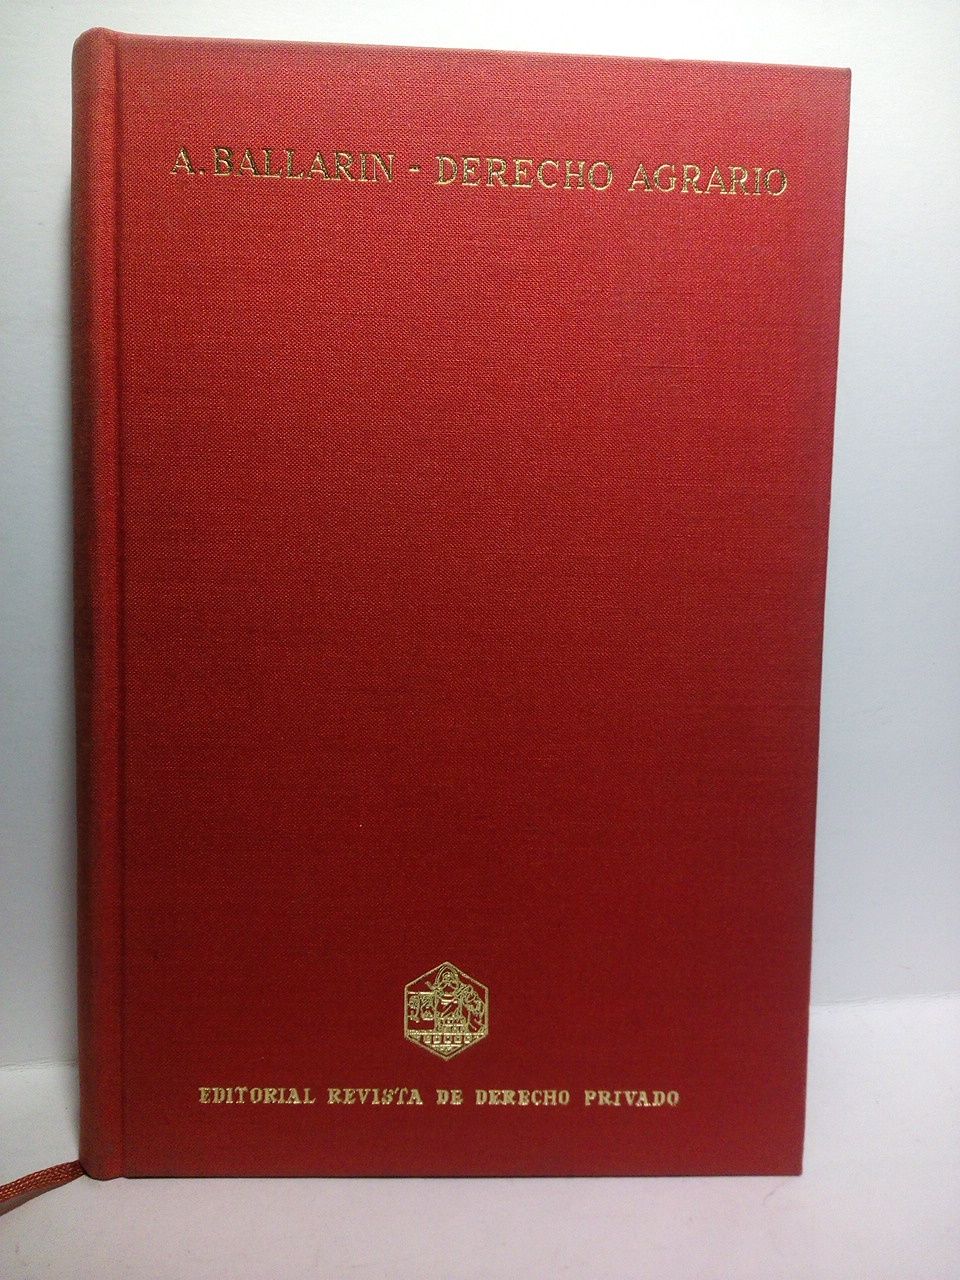 A. BALLARIN - DERECHO AGRARIO
EDITORIAL REVISTA DE DERECHO PRIVADO